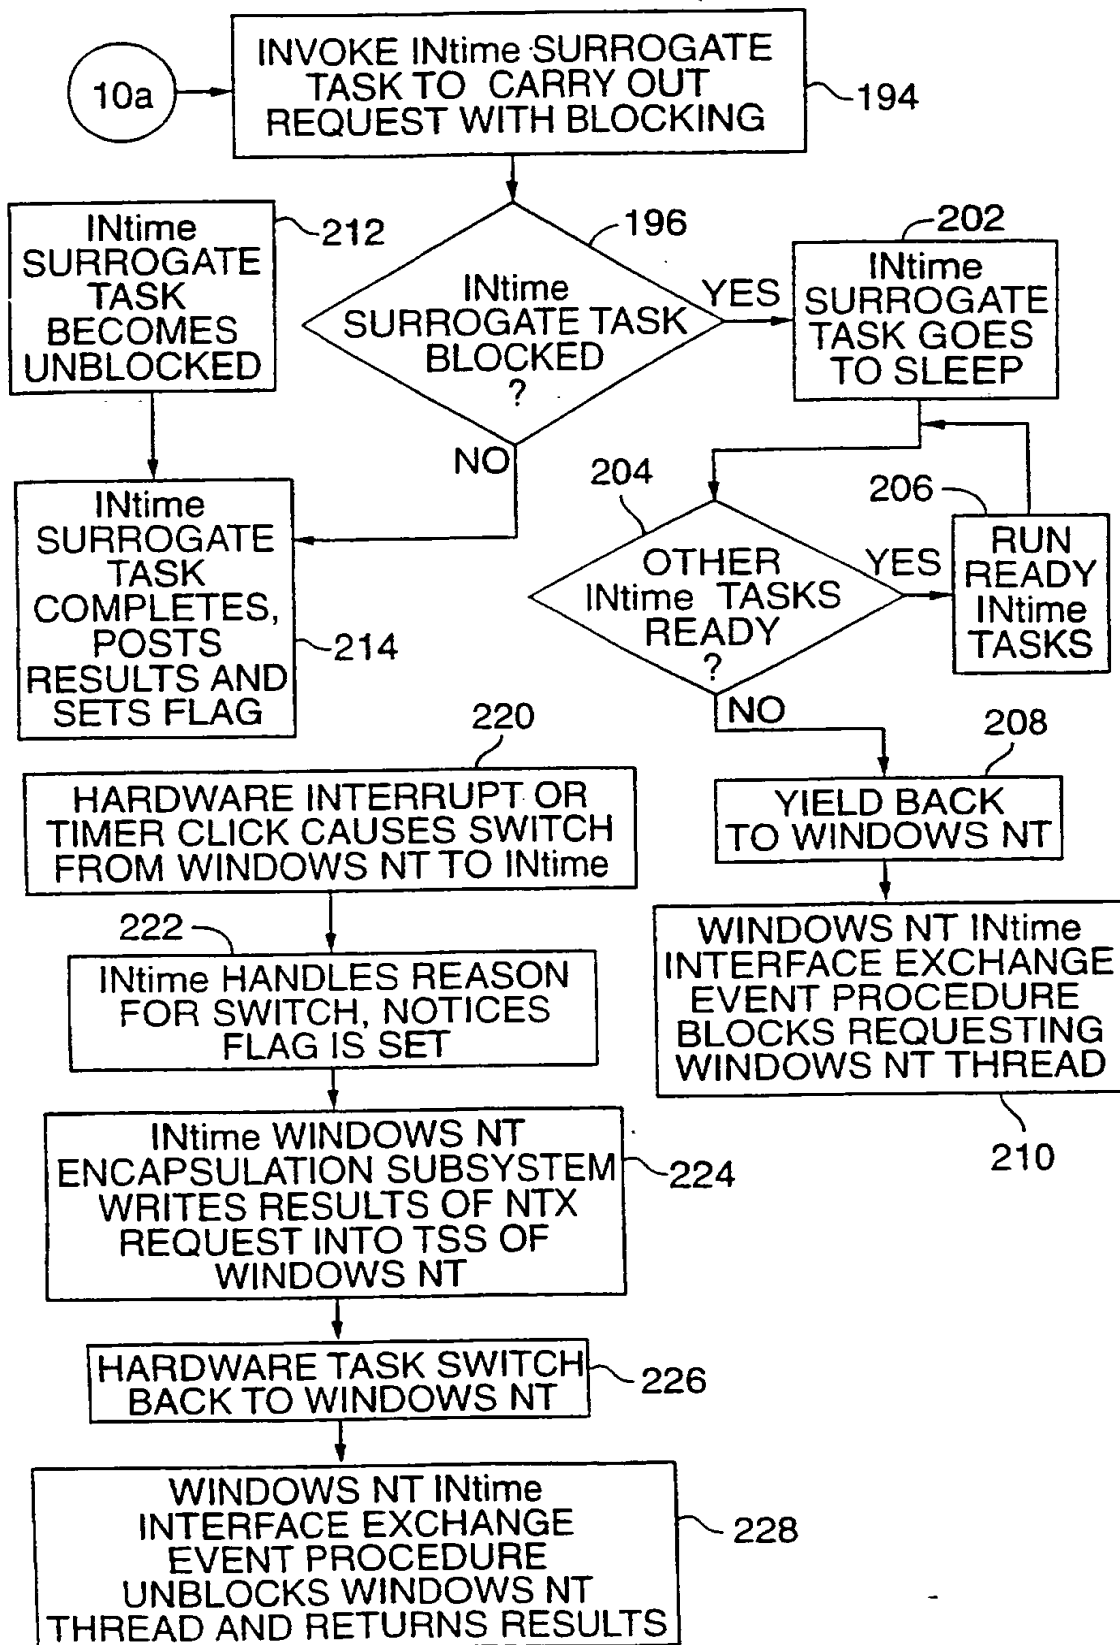 10a
INVOKE INtime SURROGATE
TASK TO CARRY OUT
REQUEST WITH BLOCKING
194
INtime
SURROGATE
TASK
BECOMES
UNBLOCKED
212
196
INtime
SURROGATE TASK
BLOCKED
?
YES
NO
202
INtime
SURROGATE
TASK GOES
TO SLEEP
INtime
SURROGATE
TASK
COMPLETES,
POSTS
RESULTS AND
SETS FLAG
214
204
OTHER
INtime TASKS
READY
?
YES
NO
206
RUN
READY
INtime
TASKS
208
YIELD BACK
TO WINDOWS NT
WINDOWS NT INtime
INTERFACE EXCHANGE
EVENT PROCEDURE
BLOCKS REQUESTING
WINDOWS NT THREAD
210
220
HARDWARE INTERRUPT OR
TIMER CLICK CAUSES SWITCH
FROM WINDOWS NT TO INtime
222
INtime HANDLES REASON
FOR SWITCH, NOTICES
FLAG IS SET
INtime WINDOWS NT
ENCAPSULATION SUBSYSTEM
WRITES RESULTS OF NTX
REQUEST INTO TSS OF
WINDOWS NT
224
HARDWARE TASK SWITCH
BACK TO WINDOWS NT
226
WINDOWS NT INtime
INTERFACE EXCHANGE
EVENT PROCEDURE
UNBLOCKS WINDOWS NT
THREAD AND RETURNS RESULTS
228